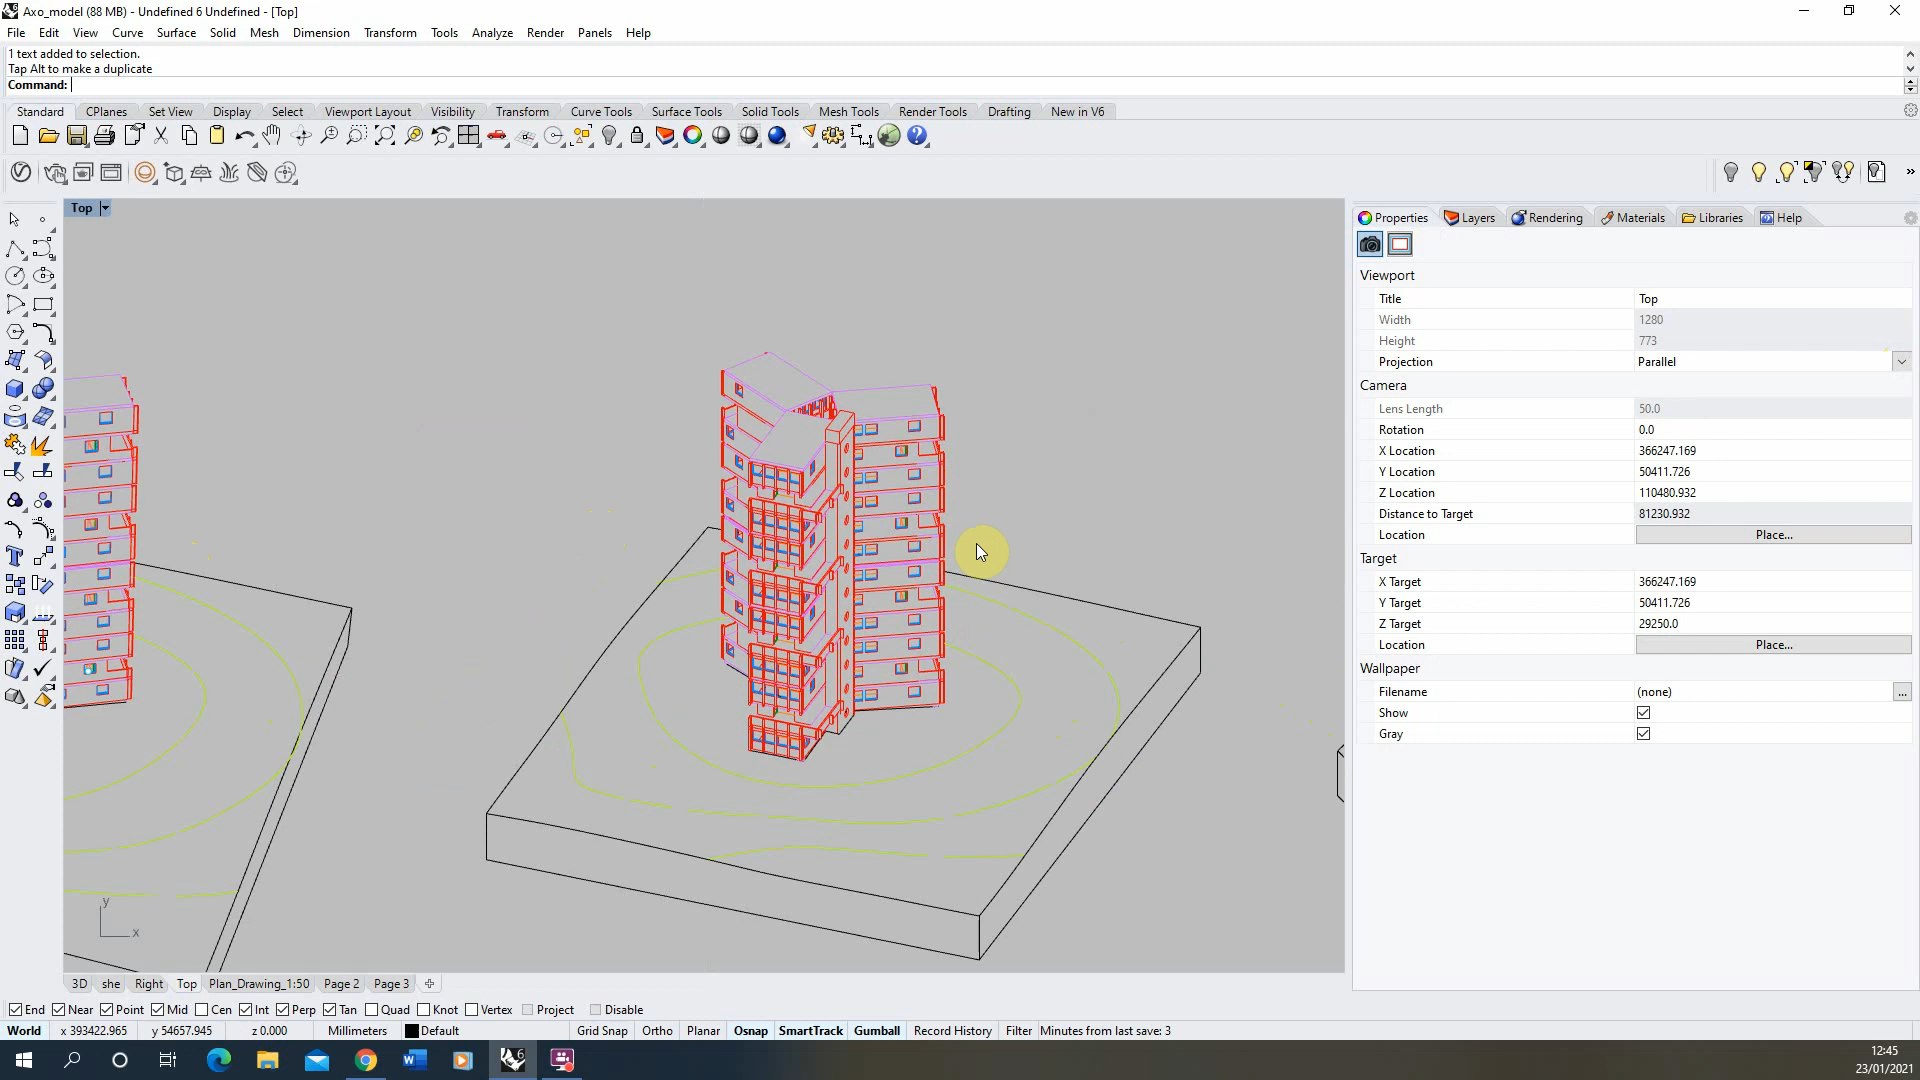 Axo_model (88 MB) - Undefined 6 Undefined - [Top]
File Edit View Curve Surface Solid Mesh Dimension Transform Tools Analyze Render Panels Help
1 text added to selection.
Tap Alt to make a duplicate
Command:
Standard CPlanes Set View Display Select Viewport Layout Visibility Transform Curve Tools Surface Tools Solid Tools Mesh Tools Render Tools Drafting New in V6
Top
Properties Layers Rendering Materials Libraries Help
Viewport
Title Top
Width 1280
Height 773
Projection Parallel
Camera
Lens Length 50.0
Rotation 0.0
X Location 366247.169
Y Location 50411.726
Z Location 110480.932
Distance to Target 81230.932
Location Place...
Target
X Target 366247.169
Y Target 50411.726
Z Target 29250.0
Location Place...
Wallpaper
Filename (none) ...
Show
Gray
y
x
3D she Right Top Plan_Drawing_1:50 Page 2 Page 3
End Near Point Mid Cen Int Perp Tan Quad Knot Vertex Project Disable
World x 393422.965 y 54657.945 z 0.000 Millimeters Default Grid Snap Ortho Planar Osnap SmartTrack Gumball Record History Filter Minutes from last save: 3
12:45
23/01/2021